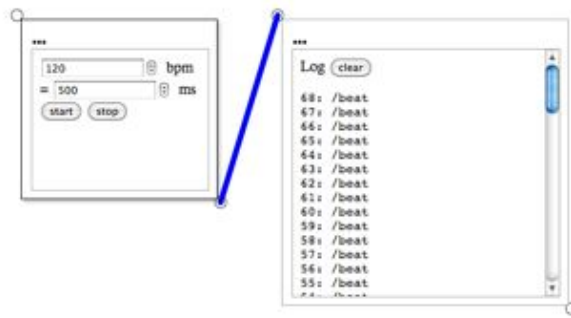 •••
120 bpm
= 500 ms
start stop
•••
Log clear
68: /beat
67: /beat
66: /beat
65: /beat
64: /beat
63: /beat
62: /beat
61: /beat
60: /beat
59: /beat
58: /beat
57: /beat
56: /beat
55: /beat